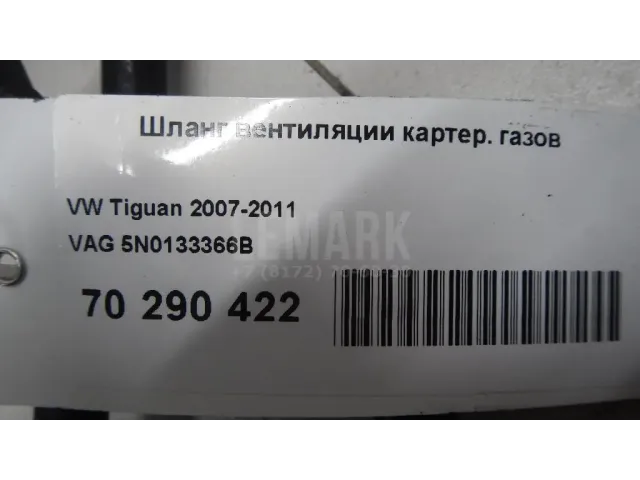 Шланг вентиляции картер. газов
VW Tiguan 2007-2011
VAG 5N0133366B
70 290 422